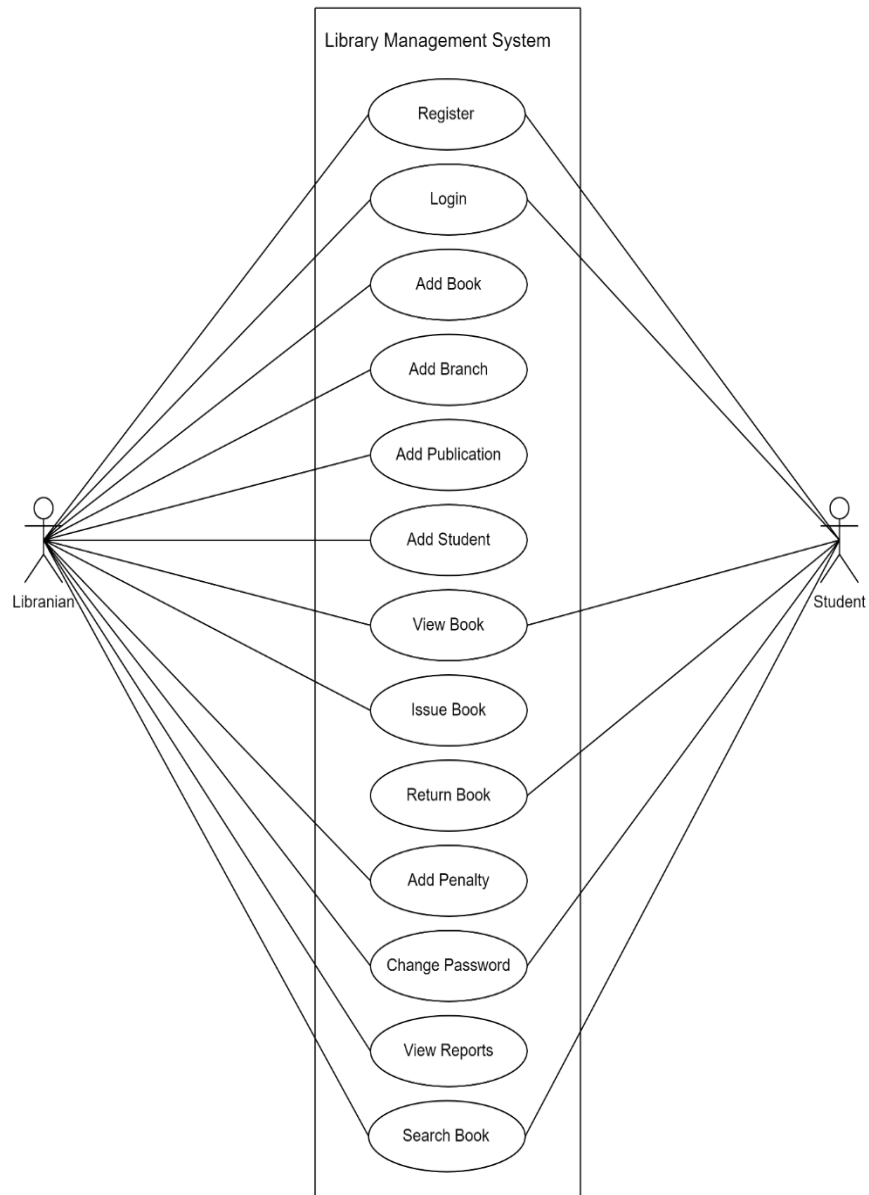 Library Management System
Register
Login
Add Book
Add Branch
Add Publication
Add Student
Libranian
Student
View Book
Issue Book
Return Book
Add Penalty
Change Password
View Reports
Search Book